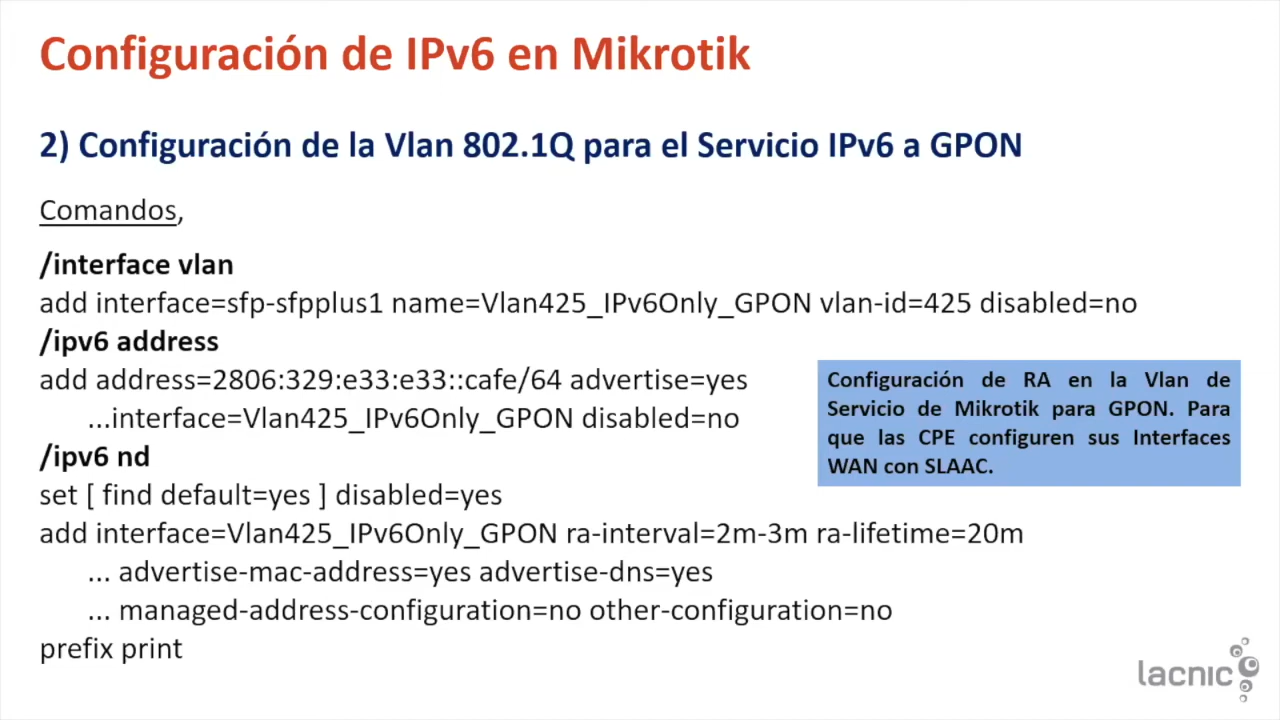 Configuración de IPv6 en Mikrotik
2) Configuración de la Vlan 802.1Q para el Servicio IPv6 a GPON
Comandos,
/interface vlan
add interface=sfp-sfpplus1 name=Vlan425_IPv6Only_GPON vlan-id=425 disabled=no
/ipv6 address
add address=2806:329:e33:e33::cafe/64 advertise=yes
...interface=Vlan425_IPv6Only_GPON disabled=no
/ipv6 nd
set [ find default=yes ] disabled=yes
add interface=Vlan425_IPv6Only_GPON ra-interval=2m-3m ra-lifetime=20m
... advertise-mac-address=yes advertise-dns=yes
... managed-address-configuration=no other-configuration=no
prefix print
Configuración de RA en la Vlan de
Servicio de Mikrotik para GPON. Para
que las CPE configuren sus Interfaces
WAN con SLAAC.
lacnic